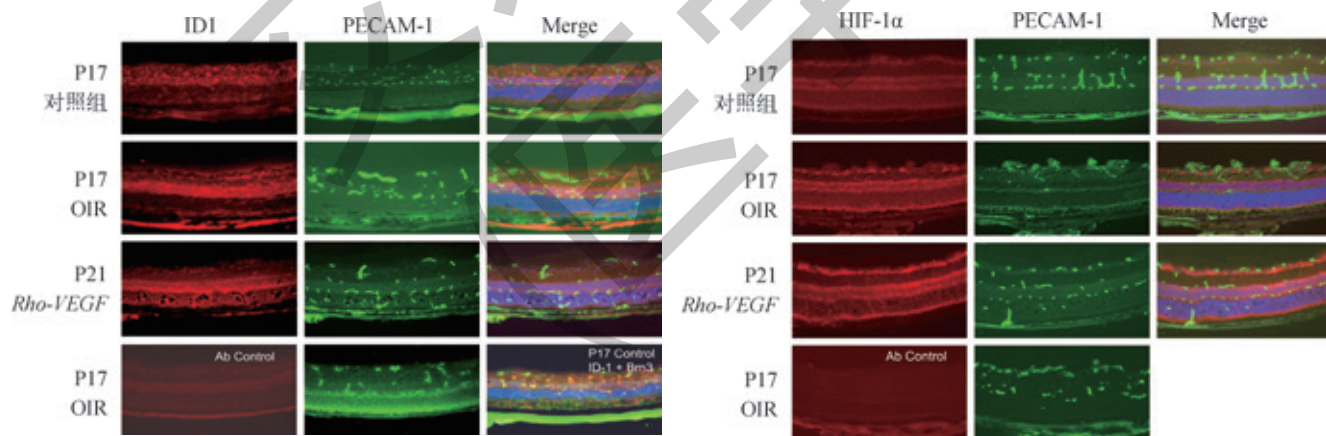 ID1 PECAM-1 Merge
P17
对照组
P17
OIR
P21
Rho-VEGF
P17
OIR
Ab Control
P17 Control
ID-1 + Brn3
HIF-1α PECAM-1 Merge
P17
对照组
P17
OIR
P21
Rho-VEGF
P17
OIR
Ab Control